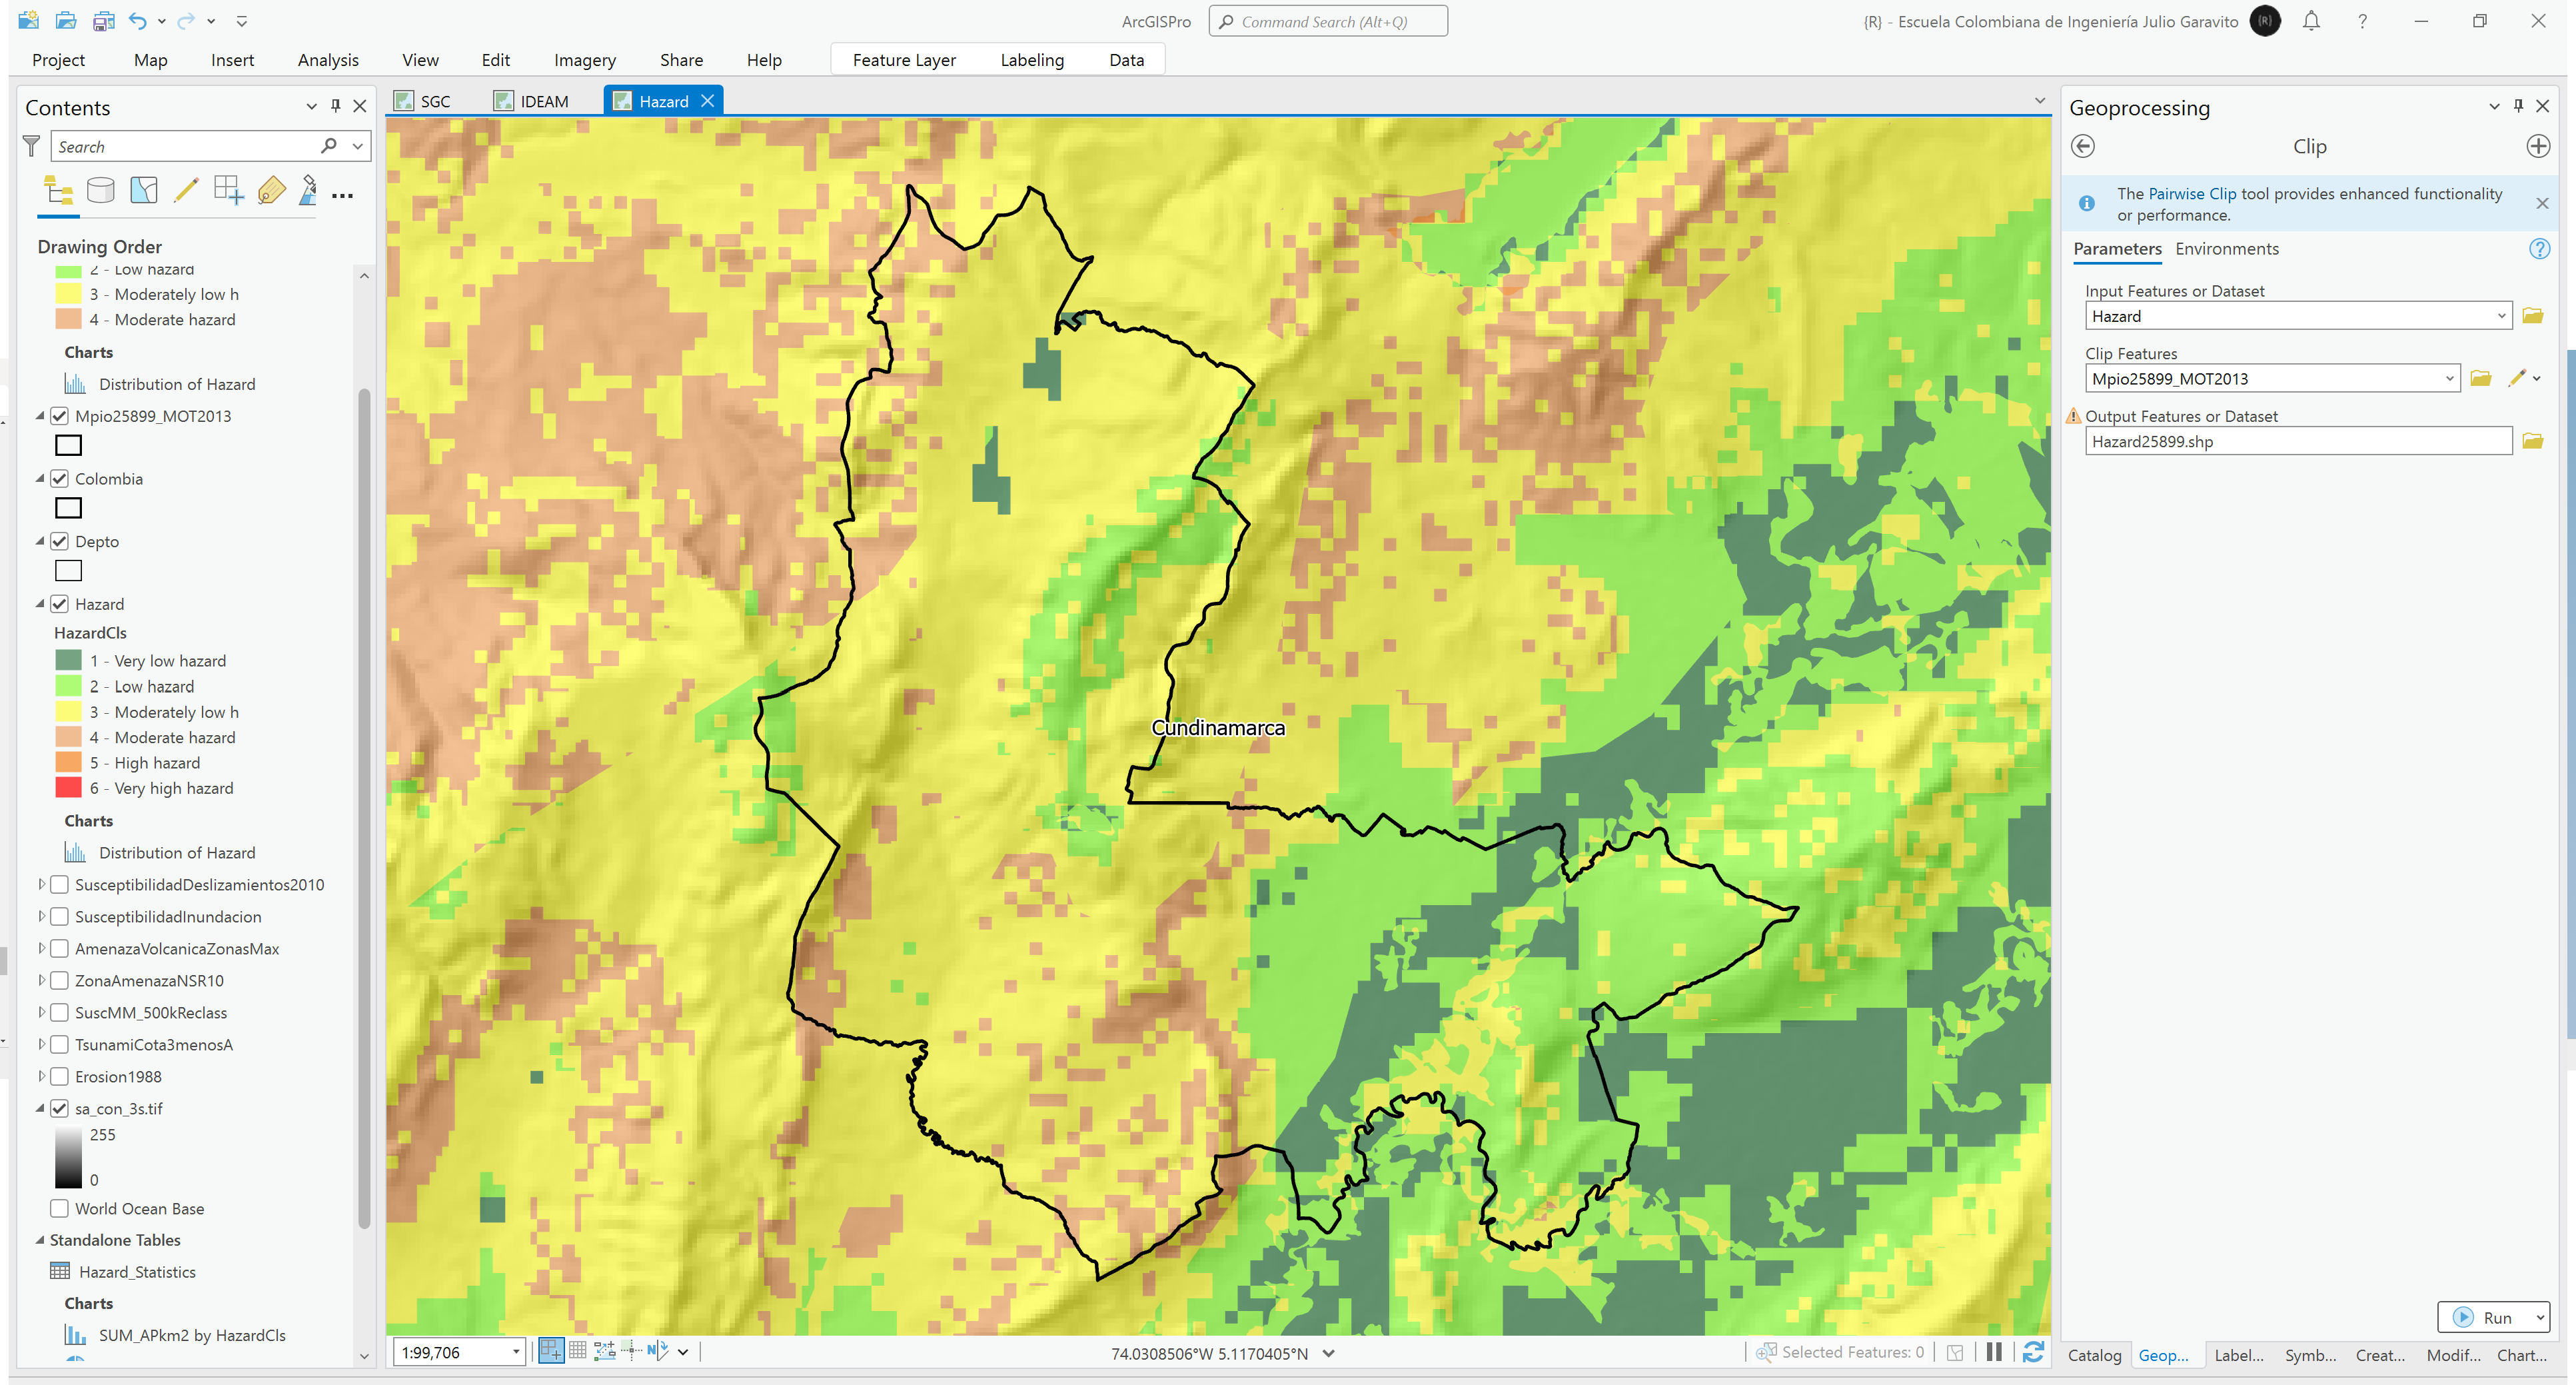 ArcGISPro
Command Search (Alt+Q)
{R} - Escuela Colombiana de Ingeniería Julio Garavito
{R}
?
Project Map Insert Analysis View Edit Imagery Share Help Feature Layer Labeling Data
Contents
Search
Drawing Order
2 - Low hazard
3 - Moderately low h
4 - Moderate hazard
Charts
Distribution of Hazard
Mpio25899_MOT2013
Colombia
Depto
Hazard
HazardCls
1 - Very low hazard
2 - Low hazard
3 - Moderately low h
4 - Moderate hazard
5 - High hazard
6 - Very high hazard
Charts
Distribution of Hazard
SusceptibilidadDeslizamientos2010
SusceptibilidadInundacion
AmenazaVolcanicaZonasMax
ZonaAmenazaNSR10
SuscMM_500kReclass
TsunamiCota3menosA
Erosion1988
sa_con_3s.tif
255
0
World Ocean Base
Standalone Tables
Hazard_Statistics
Charts
SUM_APkm2 by HazardCls
SGC IDEAM Hazard
Cundinamarca
1:99,706
74.0308506°W 5.1170405°N
Selected Features: 0
Geoprocessing
Clip
The Pairwise Clip tool provides enhanced functionality
or performance.
Parameters Environments
?
Input Features or Dataset
Hazard
Clip Features
Mpio25899_MOT2013
Output Features or Dataset
Hazard25899.shp
Run
Catalog Geop... Label... Symb... Creat... Modif... Chart...